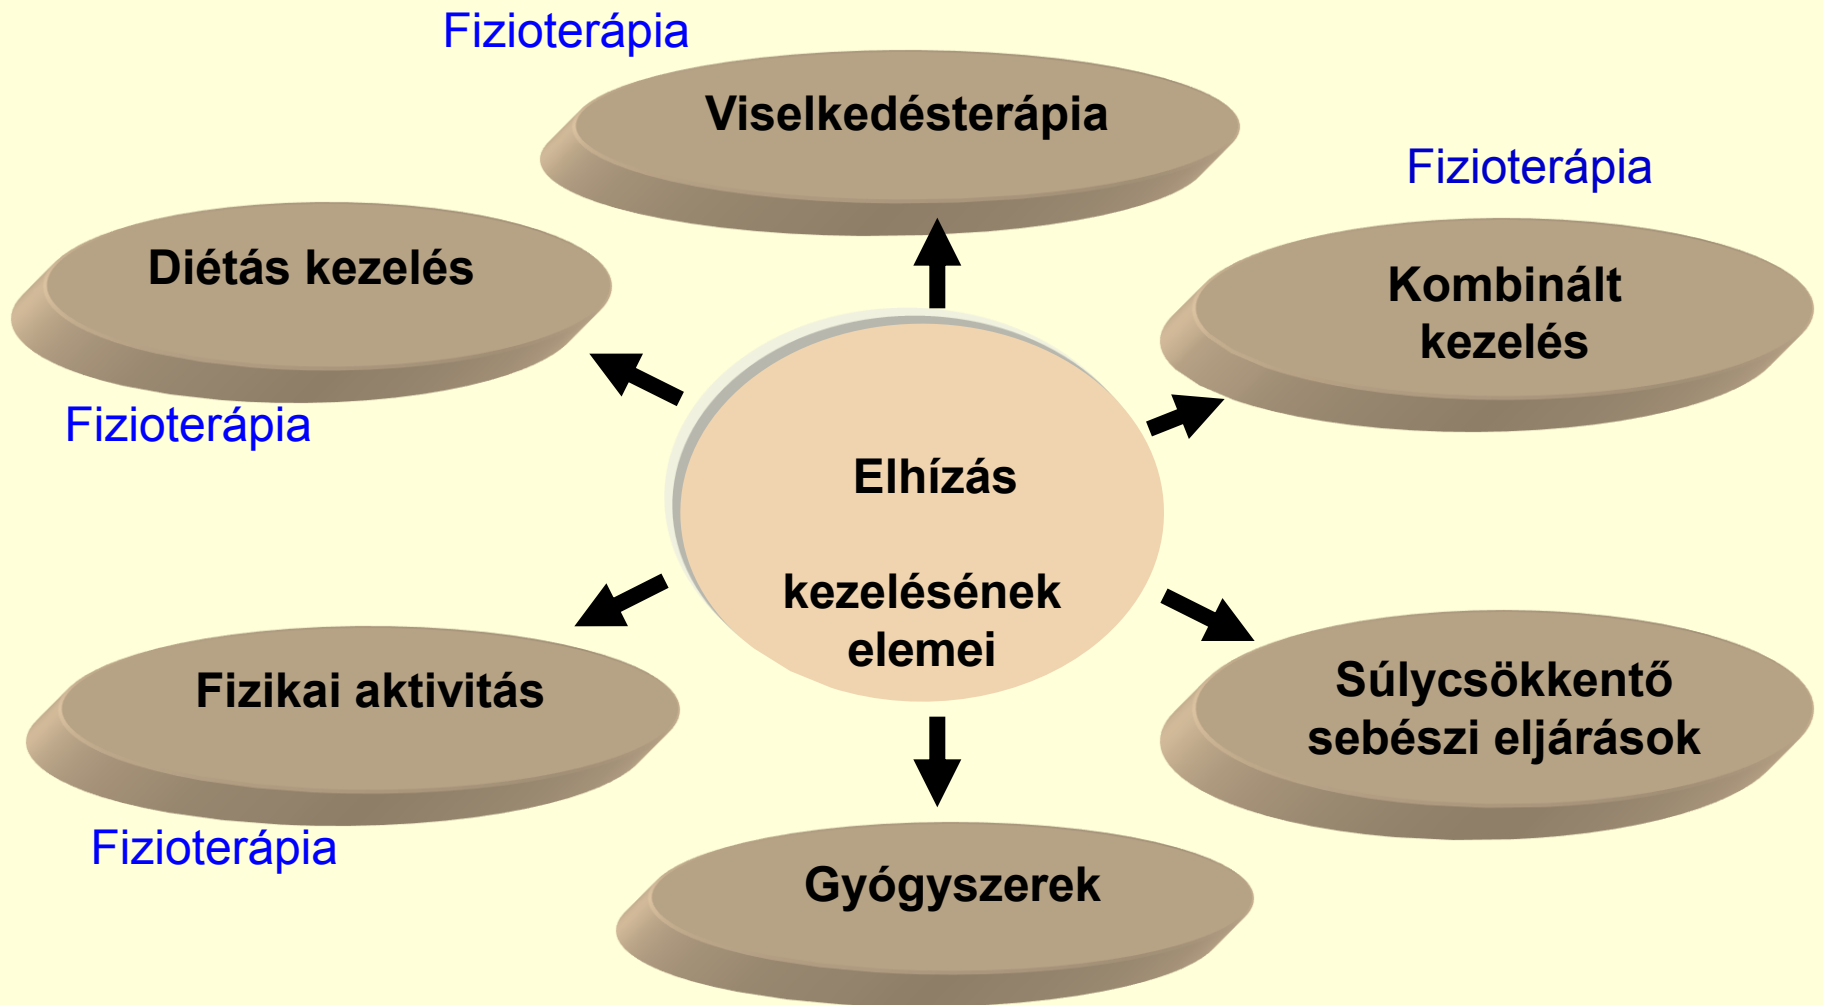 Fizioterápia
Viselkedésterápia
Fizioterápia
Diétás kezelés
Kombinált
kezelés
Fizioterápia
Elhízás
kezelésének
elemei
Fizikai aktivitás
Súlycsökkentő
sebészi eljárások
Fizioterápia
Gyógyszerek